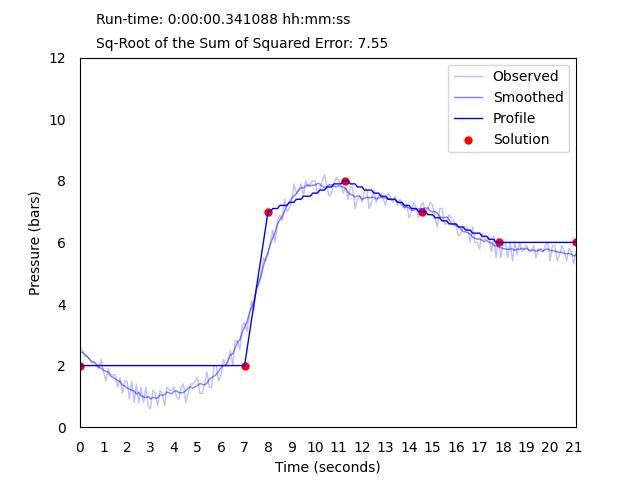 Run-time: 0:00:00.341088 hh:mm:ss
Sq-Root of the Sum of Squared Error: 7.55
12
10
8
6
4
2
0
Pressure (bars)
Observed
Smoothed
Profile
Solution
0 1 2 3 4 5 6 7 8 9 10 11 12 13 14 15 16 17 18 19 20 21
Time (seconds)